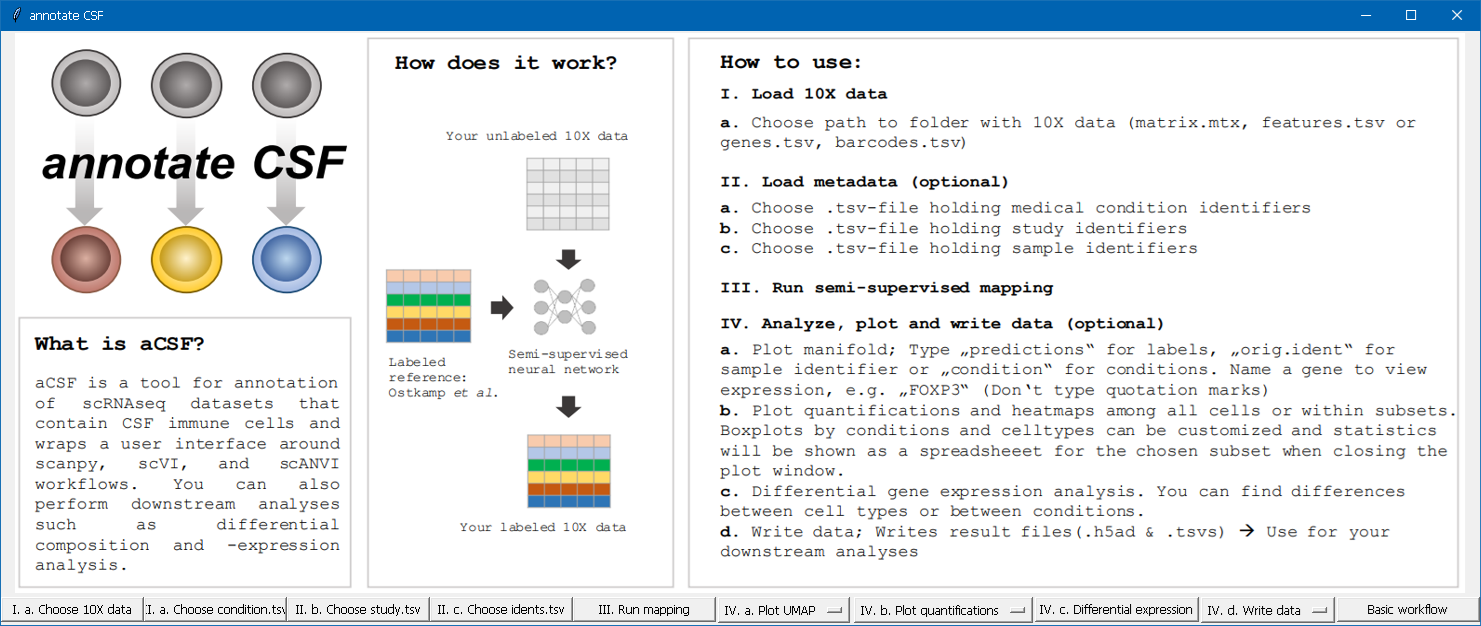 annotate CSF
annotate CSF
What is aCSF?
aCSF is a tool for annotation
of scRNAseq datasets that
contain CSF immune cells and
wraps a user interface around
scanpy, scVI, and scANVI
workflows. You can also
perform downstream analyses
such as differential
composition and -expression
analysis.
How does it work?
Your unlabeled 10X data
Labeled
reference:
Ostkamp et al.
Semi-supervised
neural network
Your labeled 10X data
How to use:
I. Load 10X data
a. Choose path to folder with 10X data (matrix.mtx, features.tsv or
genes.tsv, barcodes.tsv)
II. Load metadata (optional)
a. Choose .tsv-file holding medical condition identifiers
b. Choose .tsv-file holding study identifiers
c. Choose .tsv-file holding sample identifiers
III. Run semi-supervised mapping
IV. Analyze, plot and write data (optional)
a. Plot manifold; Type „predictions‟ for labels, „orig.ident‟ for
sample identifier or „condition‟ for conditions. Name a gene to view
expression, e.g. „FOXP3‟ (Don‛t type quotation marks)
b. Plot quantifications and heatmaps among all cells or within subsets.
Boxplots by conditions and celltypes can be customized and statistics
will be shown as a spreadsheeet for the chosen subset when closing the
plot window.
c. Differential gene expression analysis. You can find differences
between cell types or between conditions.
d. Write data; Writes result files(.h5ad & .tsvs) → Use for your
downstream analyses
I. a. Choose 10X data
I. a. Choose condition.tsv
II. b. Choose study.tsv
II. c. Choose idents.tsv
III. Run mapping
IV. a. Plot UMAP
IV. b. Plot quantifications
IV. c. Differential expression
IV. d. Write data
Basic workflow